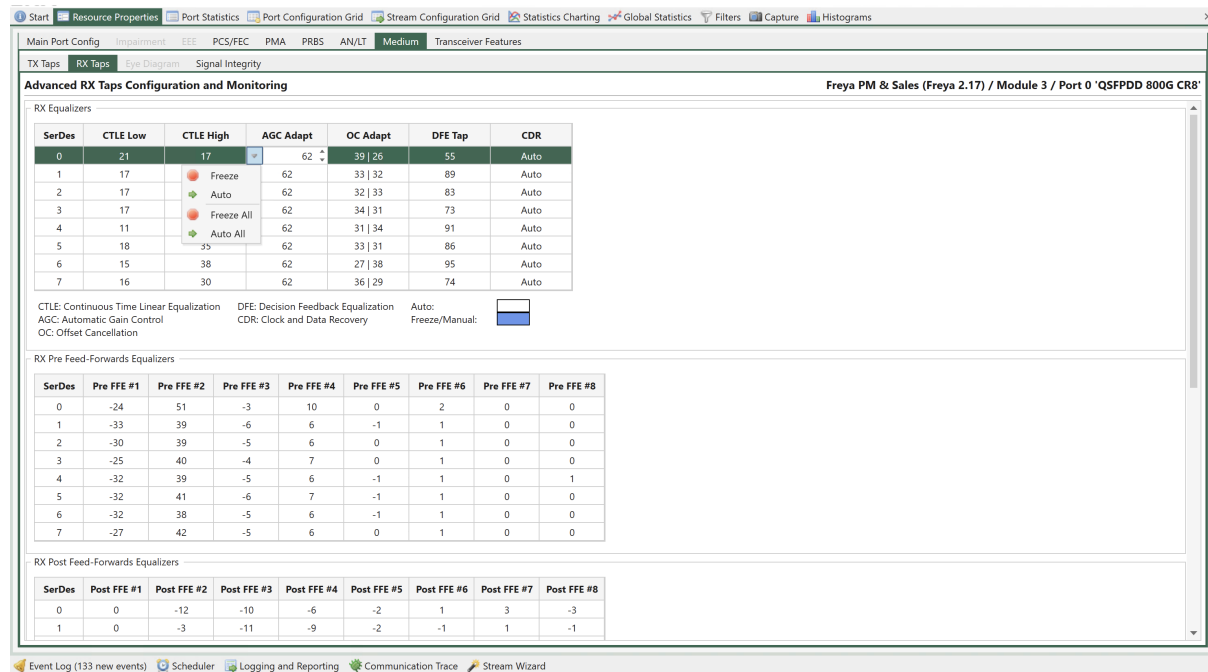 Start Resource Properties Port Statistics Port Configuration Grid Stream Configuration Grid Statistics Charting Global Statistics Filters Capture Histograms
Main Port Config Impairment EEE PCS/FEC PMA PRBS AN/LT Medium Transceiver Features
TX Taps RX Taps Eye Diagram Signal Integrity
Advanced RX Taps Configuration and Monitoring Freya PM & Sales (Freya 2.17) / Module 3 / Port 0 'QSFPDD 800G CR8'
RX Equalizers
SerDes CTLE Low CTLE High AGC Adapt OC Adapt DFE Tap CDR
0 21 17 62 39 | 26 55 Auto
1 17 62 33 | 32 89 Auto
2 17 62 32 | 33 83 Auto
3 17 62 34 | 31 73 Auto
4 11 62 31 | 34 91 Auto
5 18 35 62 33 | 31 86 Auto
6 15 38 62 27 | 38 95 Auto
7 16 30 62 36 | 29 74 Auto
Freeze
Auto
Freeze All
Auto All
CTLE: Continuous Time Linear Equalization DFE: Decision Feedback Equalization Auto:
AGC: Automatic Gain Control CDR: Clock and Data Recovery Freeze/Manual:
OC: Offset Cancellation
RX Pre Feed-Forwards Equalizers
SerDes Pre FFE #1 Pre FFE #2 Pre FFE #3 Pre FFE #4 Pre FFE #5 Pre FFE #6 Pre FFE #7 Pre FFE #8
0 -24 51 -3 10 0 2 0 0
1 -33 39 -6 6 -1 1 0 0
2 -30 39 -5 6 0 1 0 0
3 -25 40 -4 7 0 1 0 0
4 -32 39 -5 6 -1 1 0 1
5 -32 41 -6 7 -1 1 0 0
6 -32 38 -5 6 -1 1 0 0
7 -27 42 -5 6 0 1 0 0
RX Post Feed-Forwards Equalizers
SerDes Post FFE #1 Post FFE #2 Post FFE #3 Post FFE #4 Post FFE #5 Post FFE #6 Post FFE #7 Post FFE #8
0 0 -12 -10 -6 -2 1 3 -3
1 0 -3 -11 -9 -2 -1 1 -1
Event Log (133 new events) Scheduler Logging and Reporting Communication Trace Stream Wizard